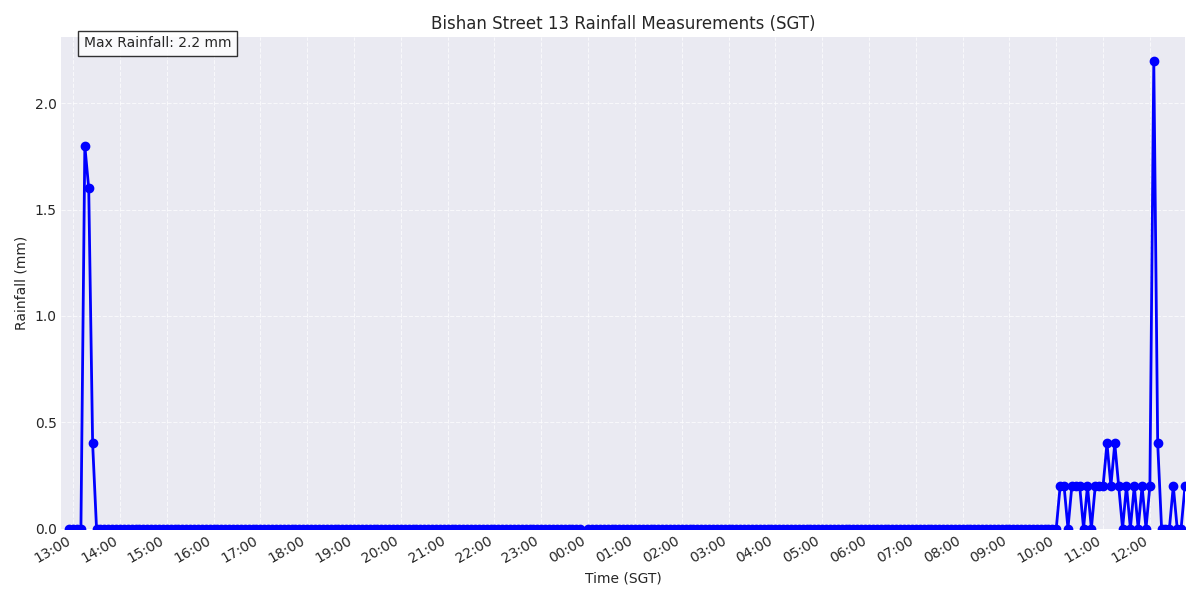 Bishan Street 13 Rainfall Measurements (SGT)
Max Rainfall: 2.2 mm
Rainfall (mm)
2.0
1.5
1.0
0.5
0.0
13:00 14:00 15:00 16:00 17:00 18:00 19:00 20:00 21:00 22:00 23:00 00:00 01:00 02:00 03:00 04:00 05:00 06:00 07:00 08:00 09:00 10:00 11:00 12:00
Time (SGT)